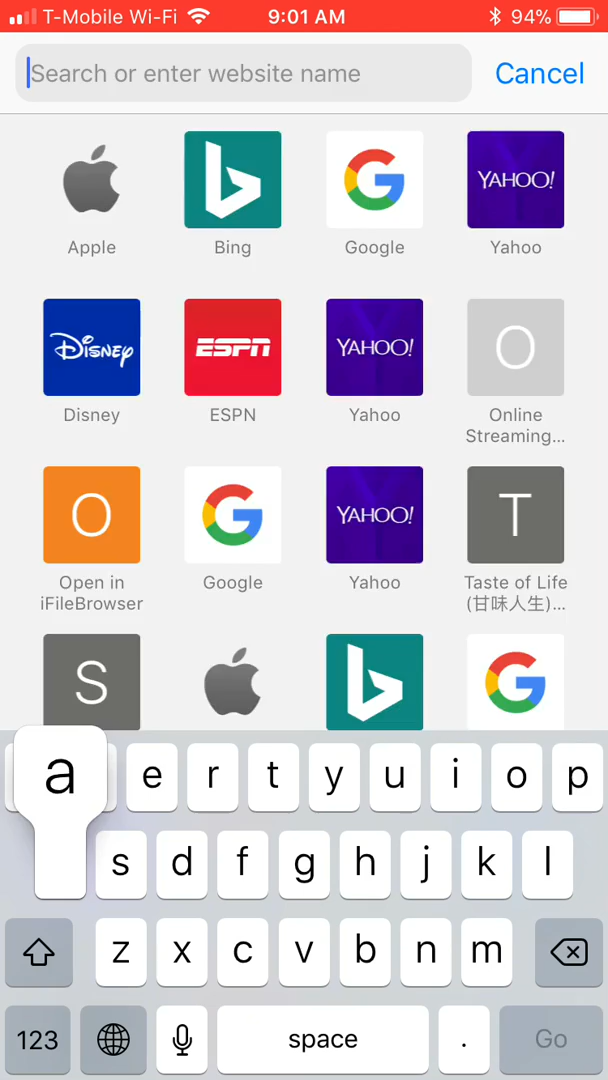 T-Mobile Wi-Fi 9:01 AM 94%
Search or enter website name Cancel
YAHOO!
Apple Bing Google Yahoo
Disney ESPN YAHOO! O
Disney ESPN Yahoo Online
Streaming...
O YAHOO! T
Open in Google Yahoo Taste of Life
iFileBrowser (甘味人生)...
S
a e r t y u i o p
s d f g h j k l
z x c v b n m
123 space . Go